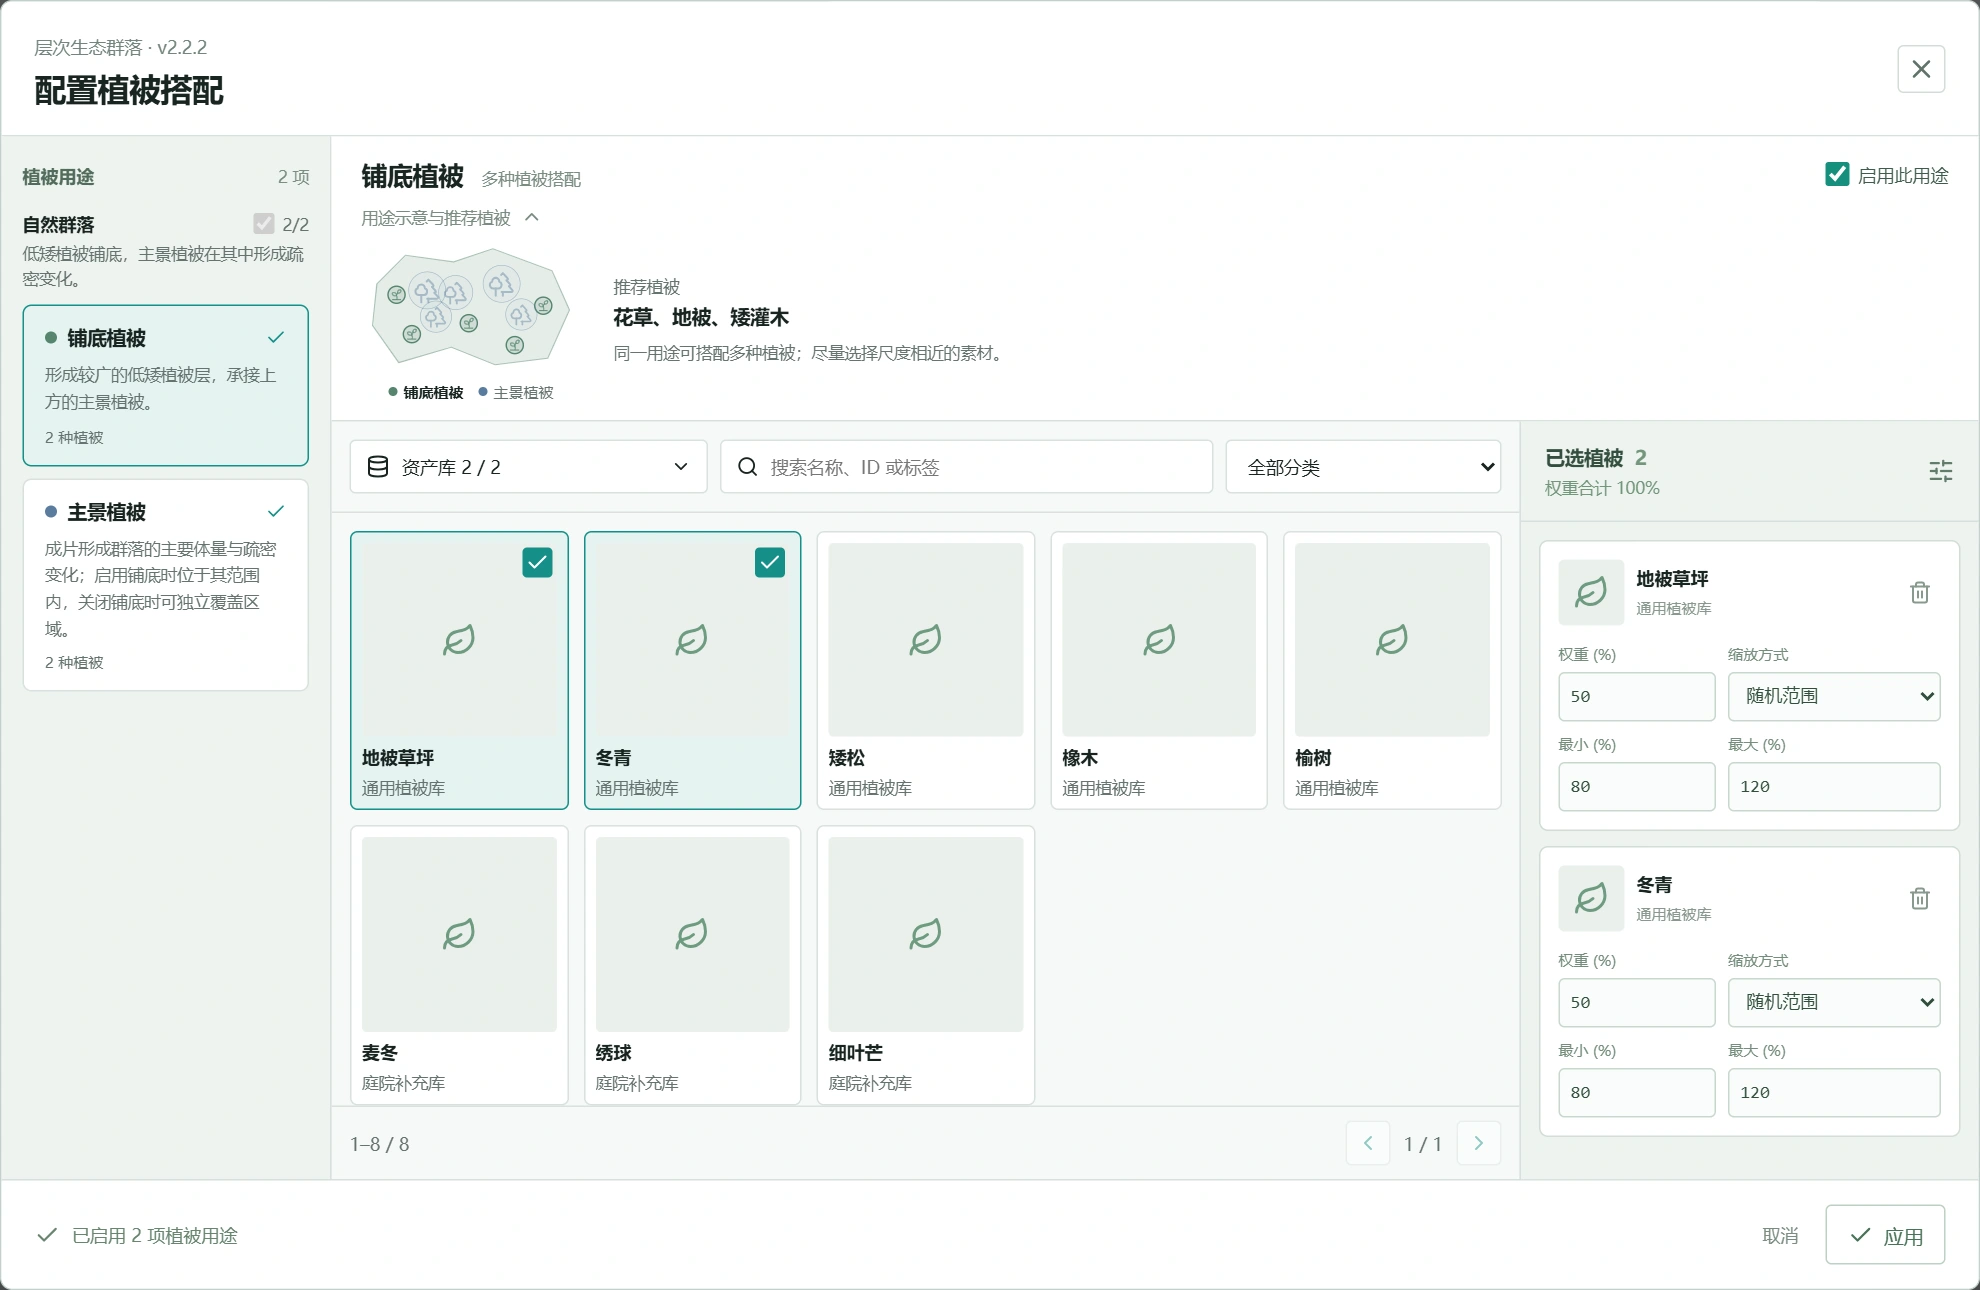 层次生态群落 · v2.2.2
配置植被搭配
植被用途 2 项
自然群落 2/2
低矮植被铺底，主景植被在其中形成疏
密变化。
铺底植被
形成较广的低矮植被层，承接上
方的主景植被。
2 种植被
主景植被
成片形成群落的主要体量与疏密
变化；启用铺底时位于其范围
内，关闭铺底时可独立覆盖区
域。
2 种植被
铺底植被 多种植被搭配
启用此用途
用途示意与推荐植被
铺底植被 主景植被
推荐植被
花草、地被、矮灌木
同一用途可搭配多种植被；尽量选择尺度相近的素材。
资产库 2 / 2
搜索名称、ID 或标签
全部分类
地被草坪
通用植被库
冬青
通用植被库
矮松
通用植被库
橡木
通用植被库
榆树
通用植被库
麦冬
庭院补充库
绣球
庭院补充库
细叶芒
庭院补充库
1–8 / 8
1 / 1
已选植被 2
权重合计 100%
地被草坪
通用植被库
权重 (%) 缩放方式
50 随机范围
最小 (%) 最大 (%)
80 120
冬青
通用植被库
权重 (%) 缩放方式
50 随机范围
最小 (%) 最大 (%)
80 120
已启用 2 项植被用途
取消
应用